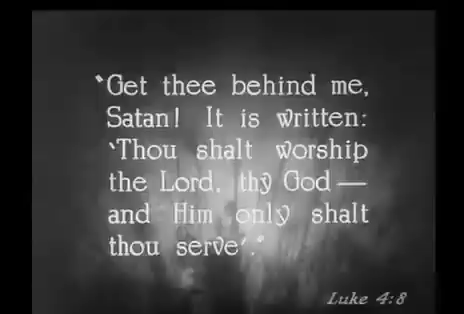 "Get thee behind me,
Satan! It is written:
'Thou shalt worship
the Lord, thy God—
and Him only shalt
thou serve'."
Luke 4:8